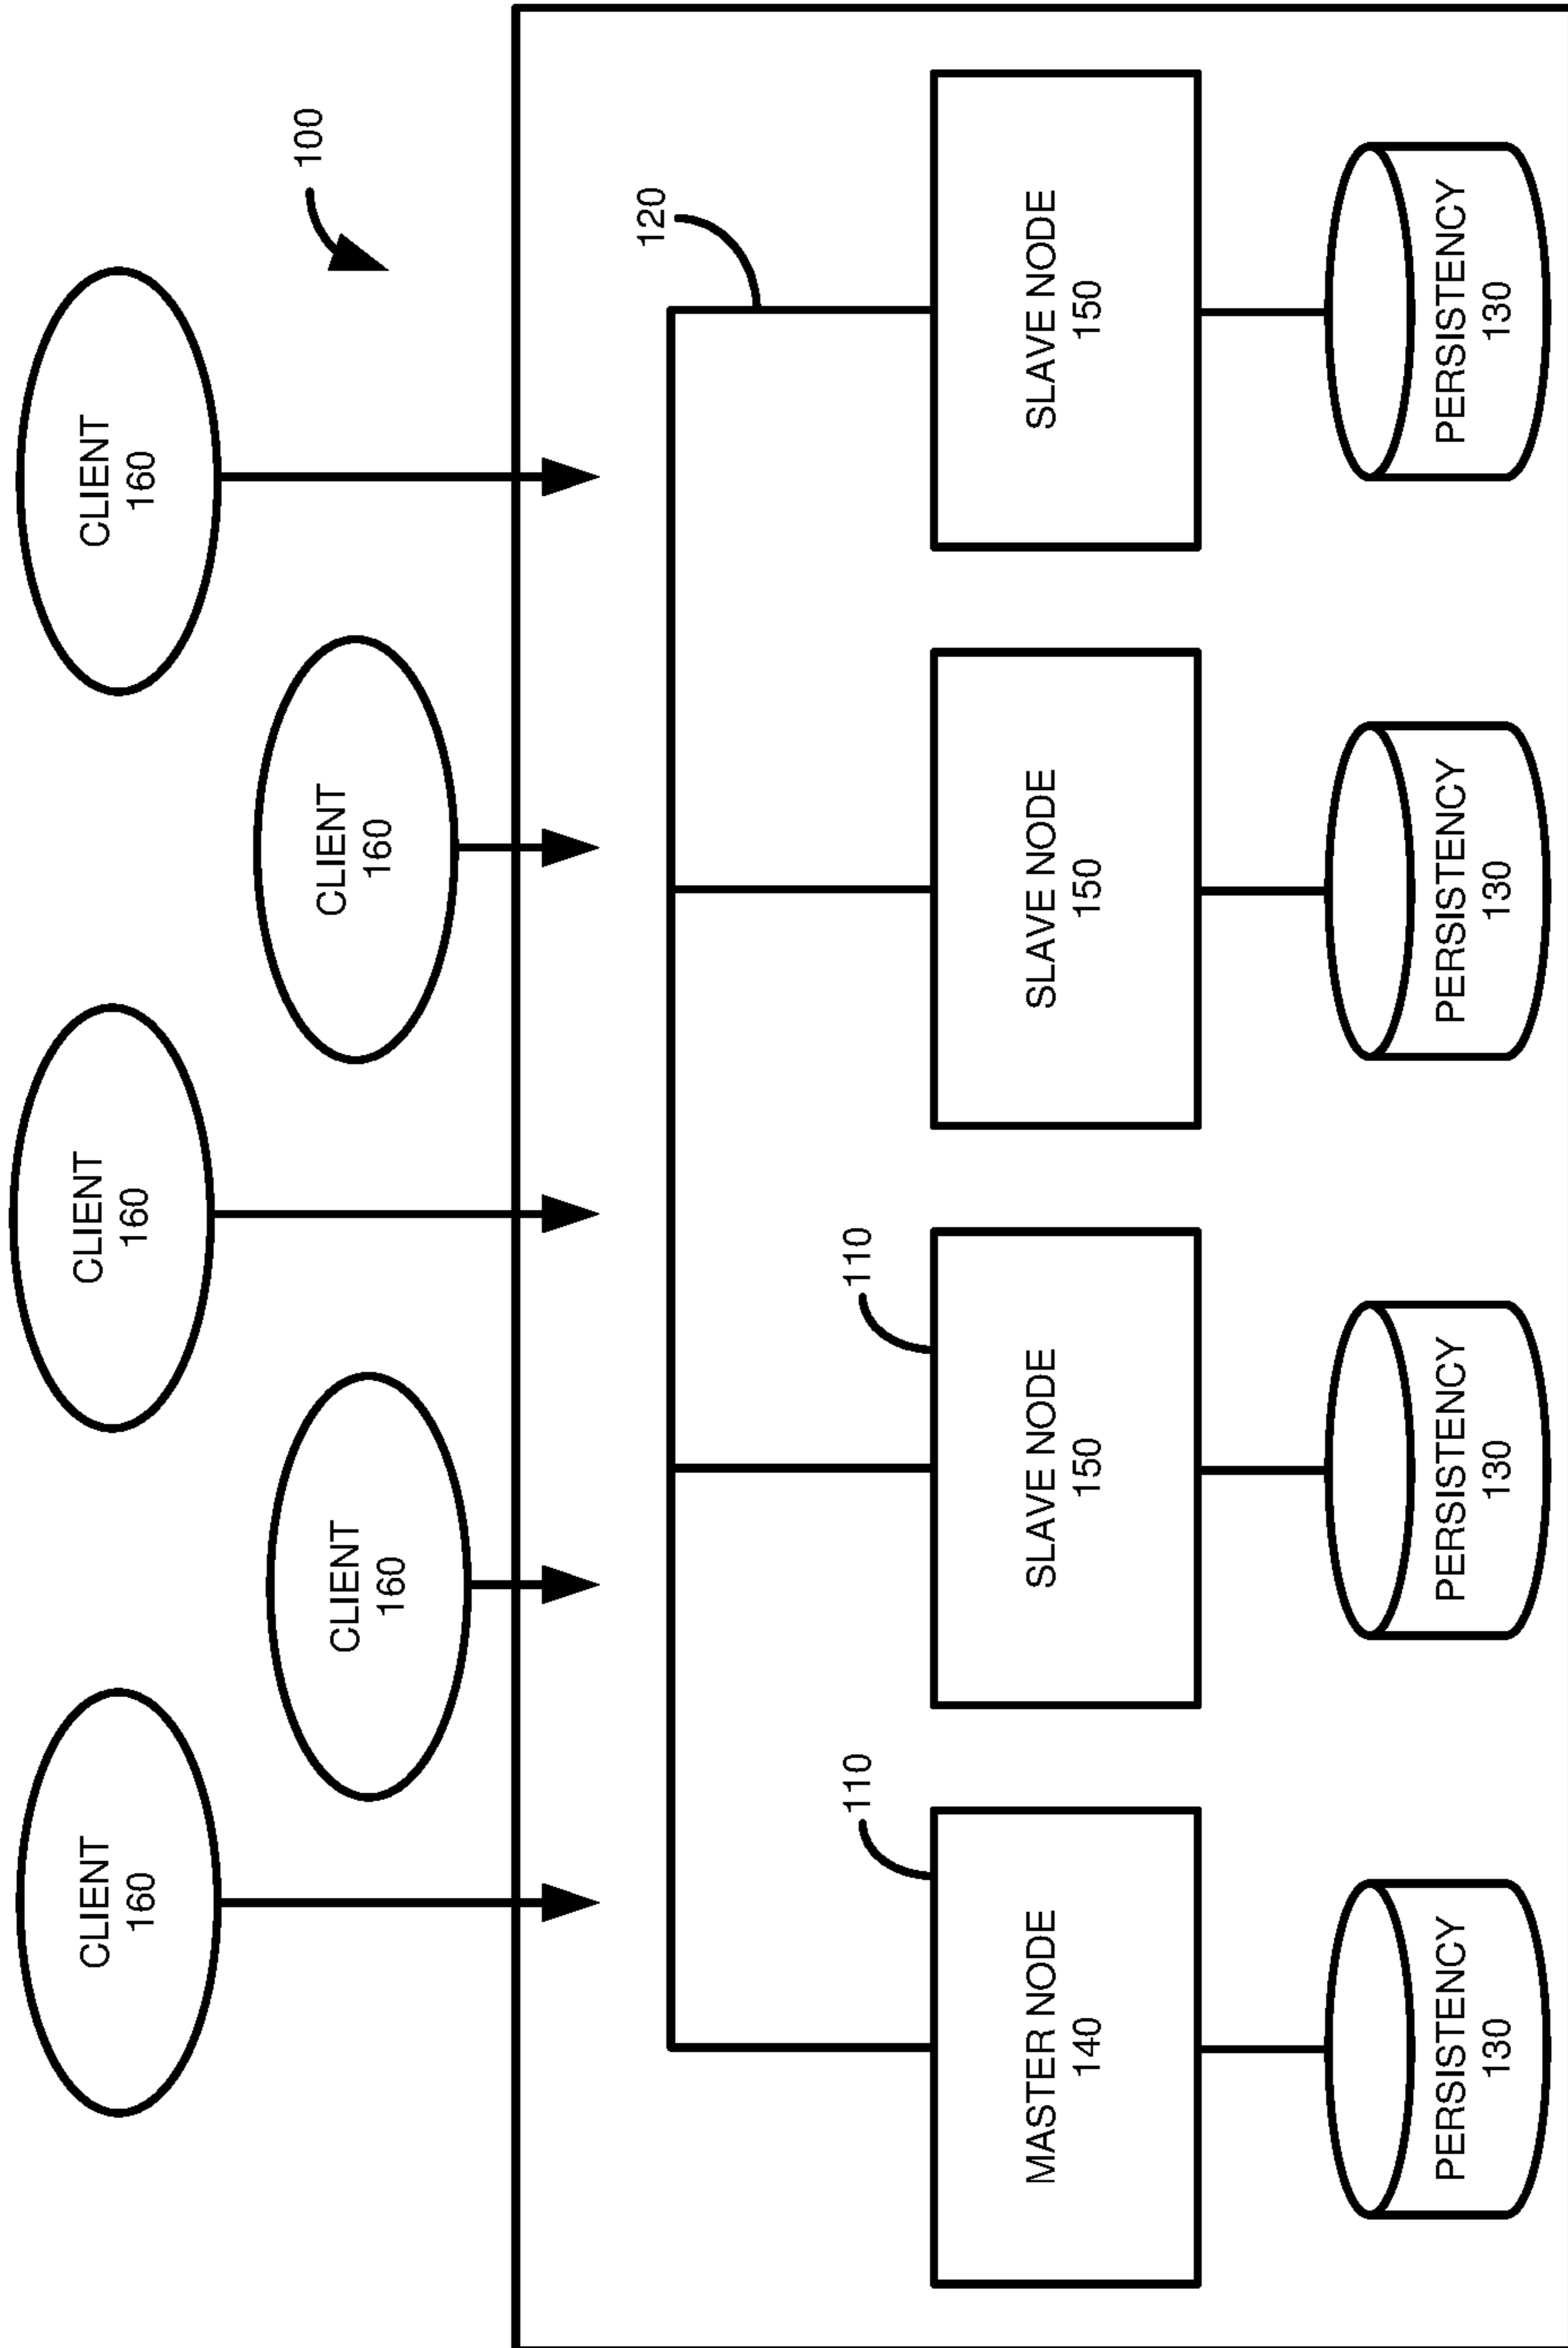 CLIENT
160
CLIENT
160
CLIENT
160
CLIENT
160
CLIENT
160
100
120
110
110
MASTER NODE
140
SLAVE NODE
150
SLAVE NODE
150
SLAVE NODE
150
PERSISTENCY
130
PERSISTENCY
130
PERSISTENCY
130
PERSISTENCY
130